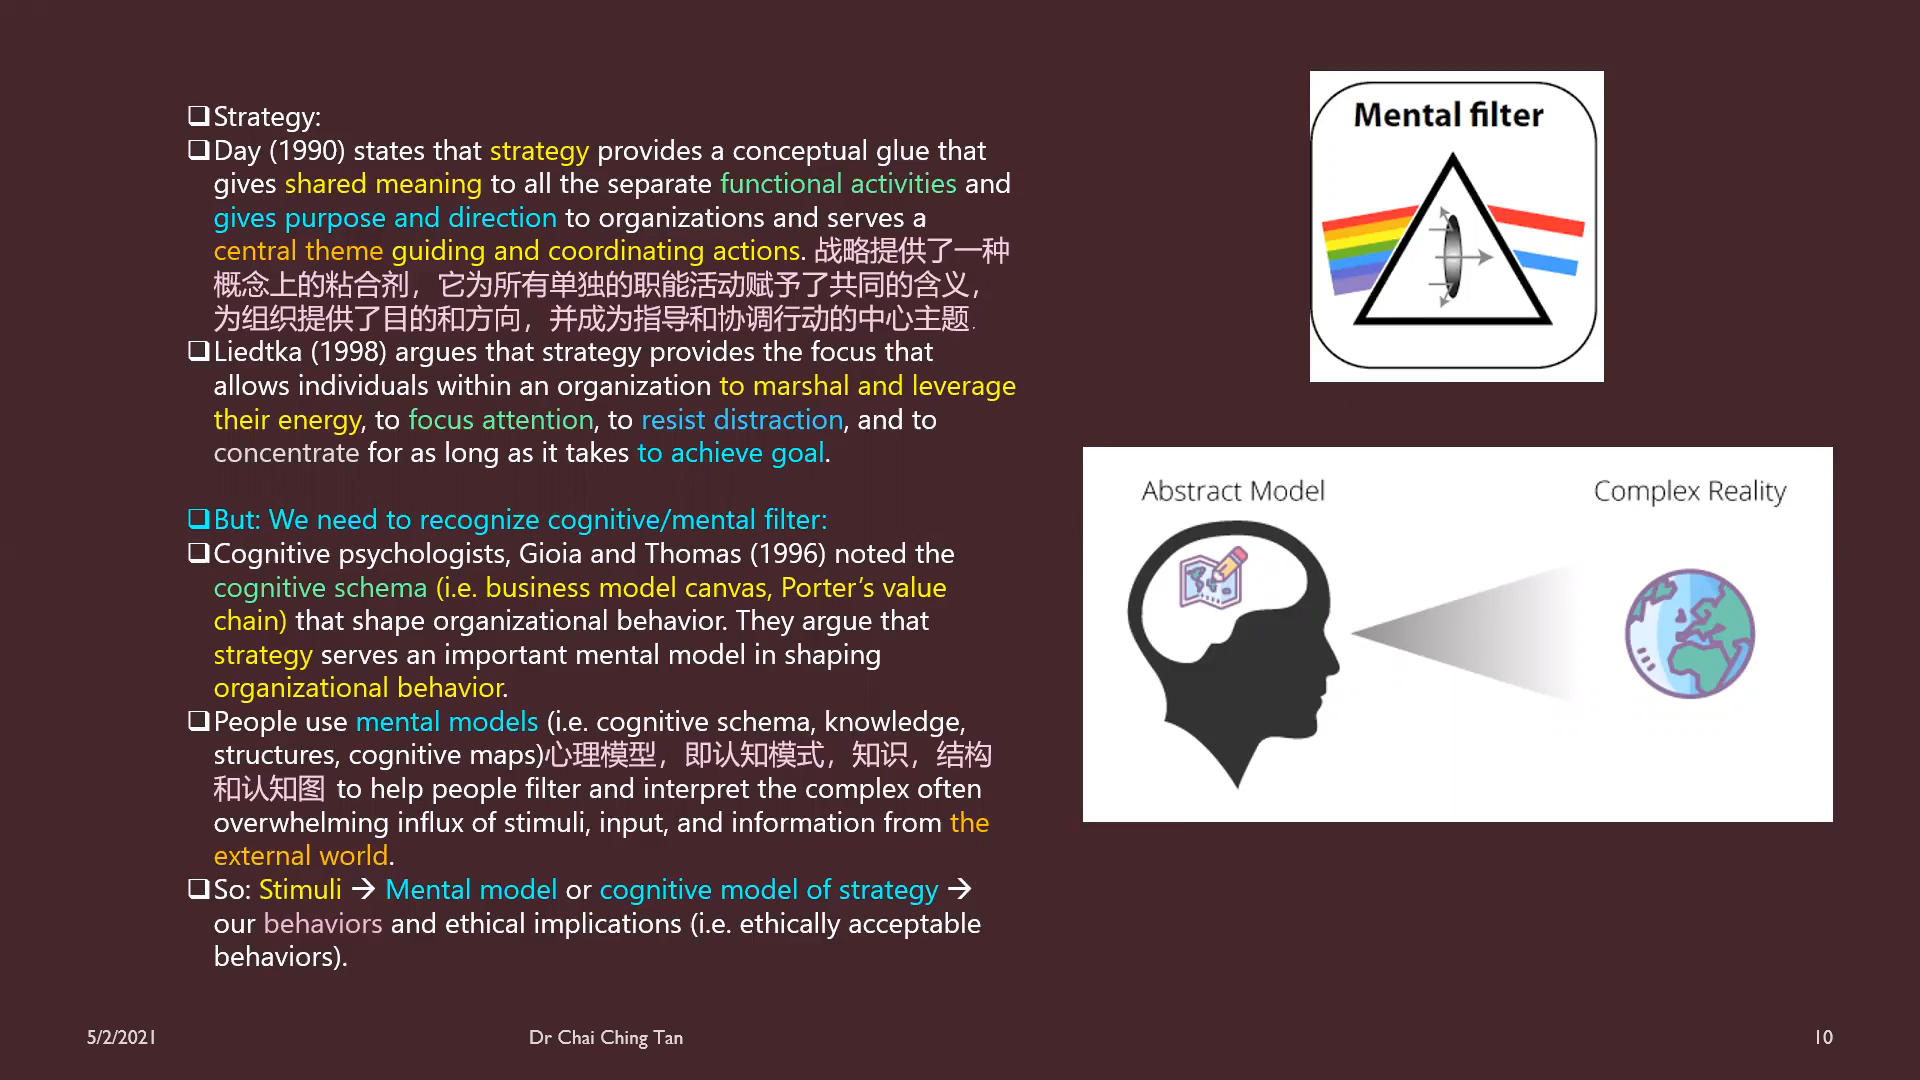 ❑Strategy:
❑Day (1990) states that strategy provides a conceptual glue that
gives shared meaning to all the separate functional activities and
gives purpose and direction to organizations and serves a
central theme guiding and coordinating actions. 战略提供了一种
概念上的粘合剂，它为所有单独的职能活动赋予了共同的含义，
为组织提供了目的和方向，并成为指导和协调行动的中心主题.
❑Liedtka (1998) argues that strategy provides the focus that
allows individuals within an organization to marshal and leverage
their energy, to focus attention, to resist distraction, and to
concentrate for as long as it takes to achieve goal.
❑But: We need to recognize cognitive/mental filter:
❑Cognitive psychologists, Gioia and Thomas (1996) noted the
cognitive schema (i.e. business model canvas, Porter’s value
chain) that shape organizational behavior. They argue that
strategy serves an important mental model in shaping
organizational behavior.
❑People use mental models (i.e. cognitive schema, knowledge,
structures, cognitive maps)心理模型，即认知模式，知识，结构
和认知图 to help people filter and interpret the complex often
overwhelming influx of stimuli, input, and information from the
external world.
❑So: Stimuli → Mental model or cognitive model of strategy →
our behaviors and ethical implications (i.e. ethically acceptable
behaviors).
Mental filter
Abstract Model
Complex Reality
5/2/2021
Dr Chai Ching Tan
10